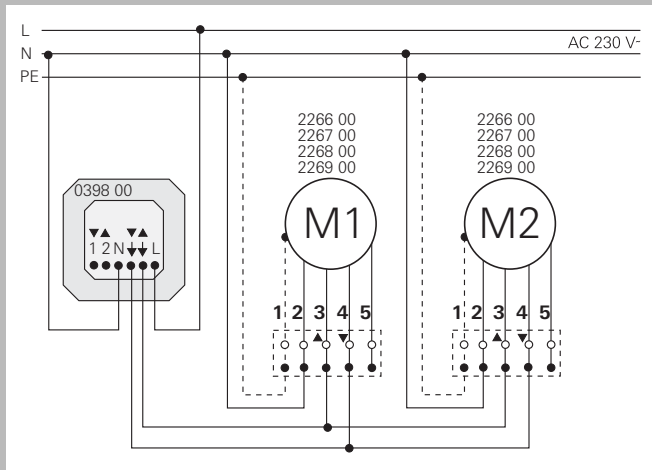 L
AC 230 V~
N
PE
2266 00
2267 00
2268 00
2269 00
2266 00
2267 00
2268 00
2269 00
0398 00
▼▲ ▼▲
1 2 N ↓ ↓ L
M1
M2
1 2 3 4 5
▲ ▼
1 2 3 4 5
▲ ▼